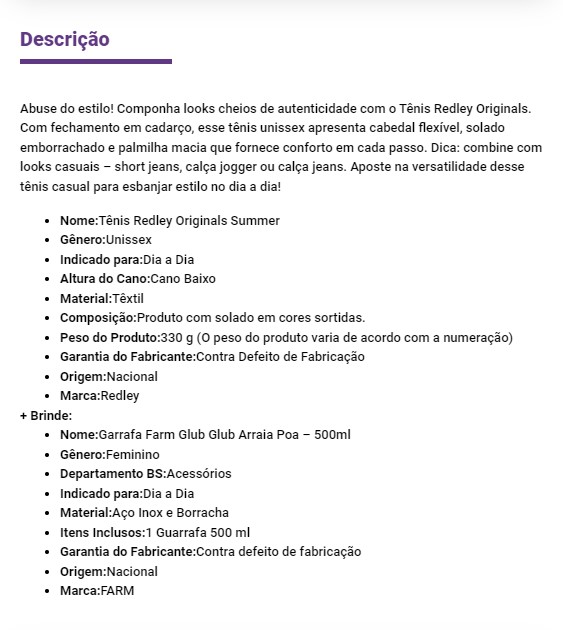 Descrição
Abuse do estilo! Componha looks cheios de autenticidade com o Tênis Redley Originals.
Com fechamento em cadarço, esse tênis unissex apresenta cabedal flexível, solado
emborrachado e palmilha macia que fornece conforto em cada passo. Dica: combine com
looks casuais – short jeans, calça jogger ou calça jeans. Aposte na versatilidade desse
tênis casual para esbanjar estilo no dia a dia!
• Nome:Tênis Redley Originals Summer
• Gênero:Unissex
• Indicado para:Dia a Dia
• Altura do Cano:Cano Baixo
• Material:Têxtil
• Composição:Produto com solado em cores sortidas.
• Peso do Produto:330 g (O peso do produto varia de acordo com a numeração)
• Garantia do Fabricante:Contra Defeito de Fabricação
• Origem:Nacional
• Marca:Redley
+ Brinde:
• Nome:Garrafa Farm Glub Glub Arraia Poa – 500ml
• Gênero:Feminino
• Departamento BS:Acessórios
• Indicado para:Dia a Dia
• Material:Aço Inox e Borracha
• Itens Inclusos:1 Guarrafa 500 ml
• Garantia do Fabricante:Contra defeito de fabricação
• Origem:Nacional
• Marca:FARM